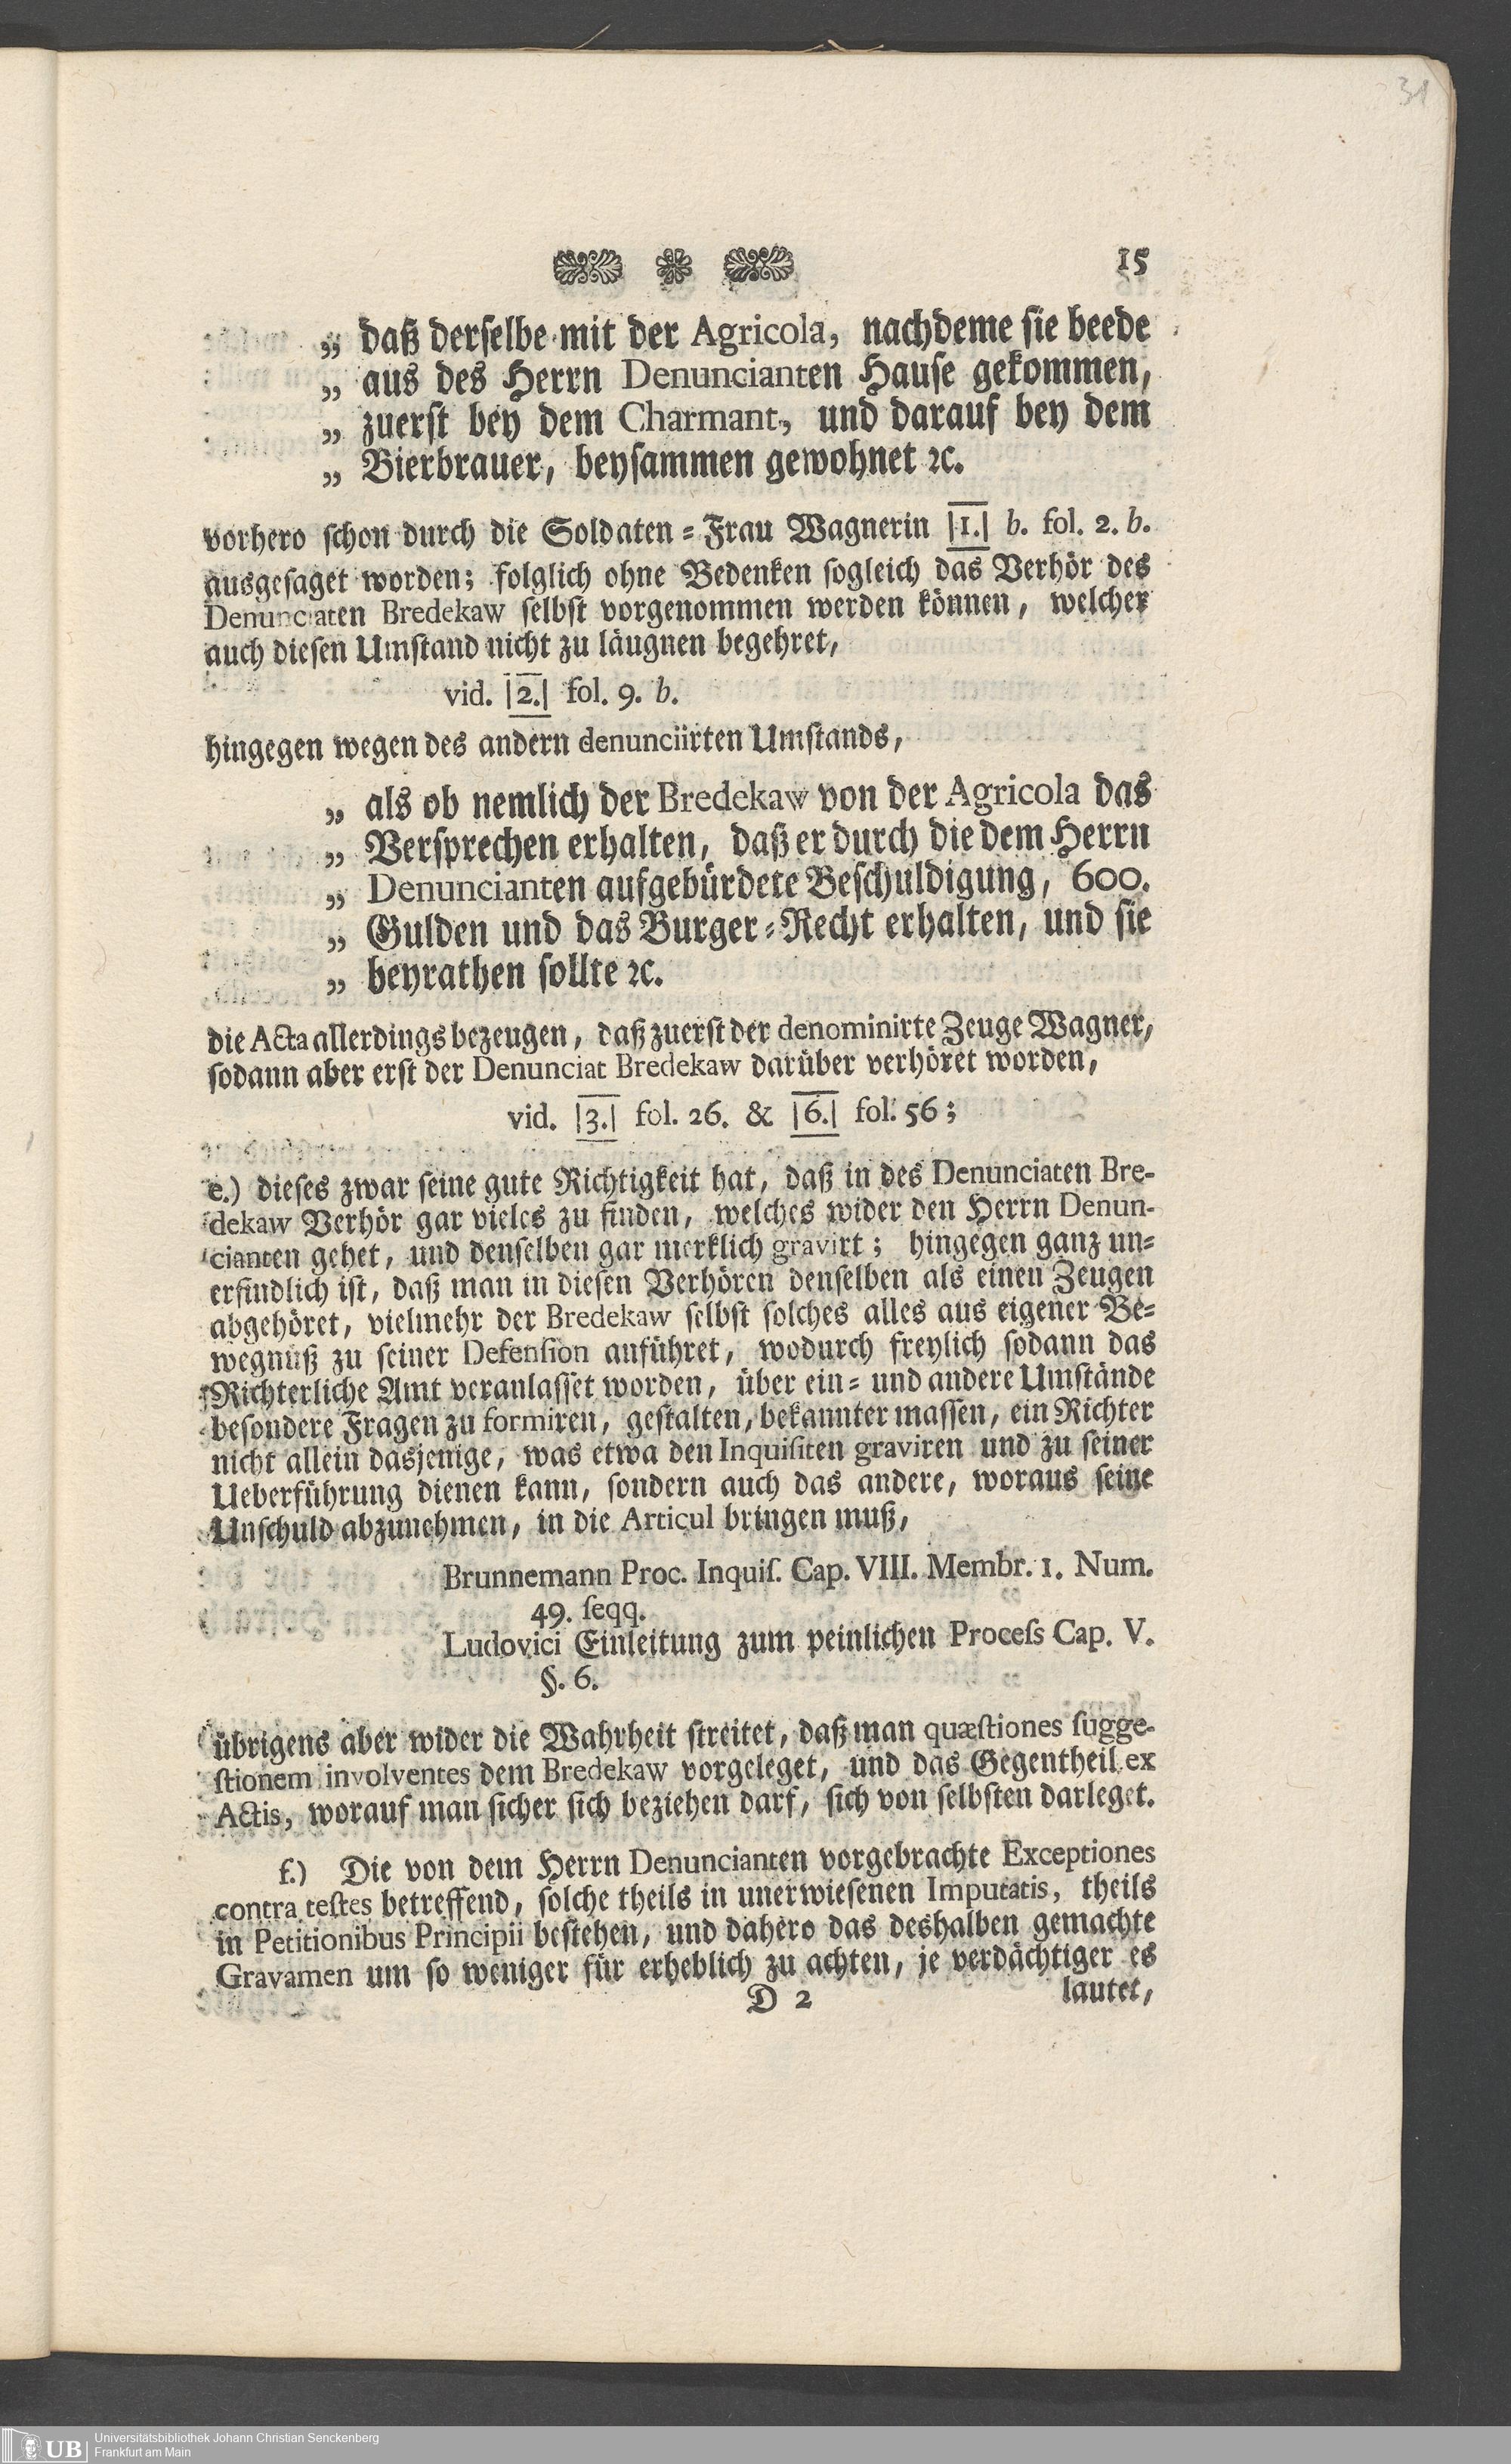 31
15
„ daß derselbe mit der Agricola, nachdeme sie beede
„ aus des Herrn Denuncianten Hause gekommen,
„ zuerst bey dem Charmant, und darauf bey dem
„ Bierbrauer, beysammen gewohnet ꝛc.
vorhero schon durch die Soldaten-Frau Wagnerin |1.| b. fol. 2. b.
ausgesaget worden; folglich ohne Bedenken sogleich das Verhör des
Denunciaten Bredekaw selbst vorgenommen werden können, welcher
auch diesen Umstand nicht zu läugnen begehret,
vid. |2.| fol. 9. b.
hingegen wegen des andern denunciirten Umstands,
„ als ob nemlich der Bredekaw von der Agricola das
„ Versprechen erhalten, daß er durch die dem Herrn
„ Denuncianten aufgebürdete Beschuldigung, 600.
„ Gulden und das Burger-Recht erhalten, und sie
„ heyrathen sollte ꝛc.
die Acta allerdings bezeugen, daß zuerst der denominirte Zeuge Wagner,
sodann aber erst der Denunciat Bredekaw darüber verhöret worden,
vid. |3.| fol. 26. & |6.| fol. 56;
e.) dieses zwar seine gute Richtigkeit hat, daß in des Denunciaten Bre-
dekaw Verhör gar vieles zu finden, welches wider den Herrn Denun-
cianten gehet, und denselben gar merklich gravirt; hingegen ganz un-
erfindlich ist, daß man in diesen Verhören denselben als einen Zeugen
abgehöret, vielmehr der Bredekaw selbst solches alles aus eigener Be-
wegnuß zu seiner Defension anführet, wodurch freylich sodann das
Richterliche Amt veranlasset worden, über ein- und andere Umstände
besondere Fragen zu formiren, gestalten, bekannter massen, ein Richter
nicht allein dasjenige, was etwa den Inquisiten graviren und zu seiner
Ueberführung dienen kann, sondern auch das andere, woraus seine
Unschuld abzunehmen, in die Articul bringen muß,
Brunnemann Proc. Inquis. Cap. VIII. Membr. 1. Num.
49. seqq.
Ludovici Einleitung zum peinlichen Process Cap. V.
§. 6.
übrigens aber wider die Wahrheit streitet, daß man quæstiones sugge-
stionem involventes dem Bredekaw vorgeleget, und das Gegentheil ex
Actis, worauf man sicher sich beziehen darf, sich von selbsten darleget.
f.) Die von dem Herrn Denuncianten vorgebrachte Exceptiones
contra testes betreffend, solche theils in unerwiesenen Imputatis, theils
in Petitionibus Principii bestehen, und dahero das deshalben gemachte
Gravamen um so weniger für erheblich zu achten, je verdächtiger es
D 2 lautet,
UB Universitätsbibliothek Johann Christian Senckenberg
Frankfurt am Main